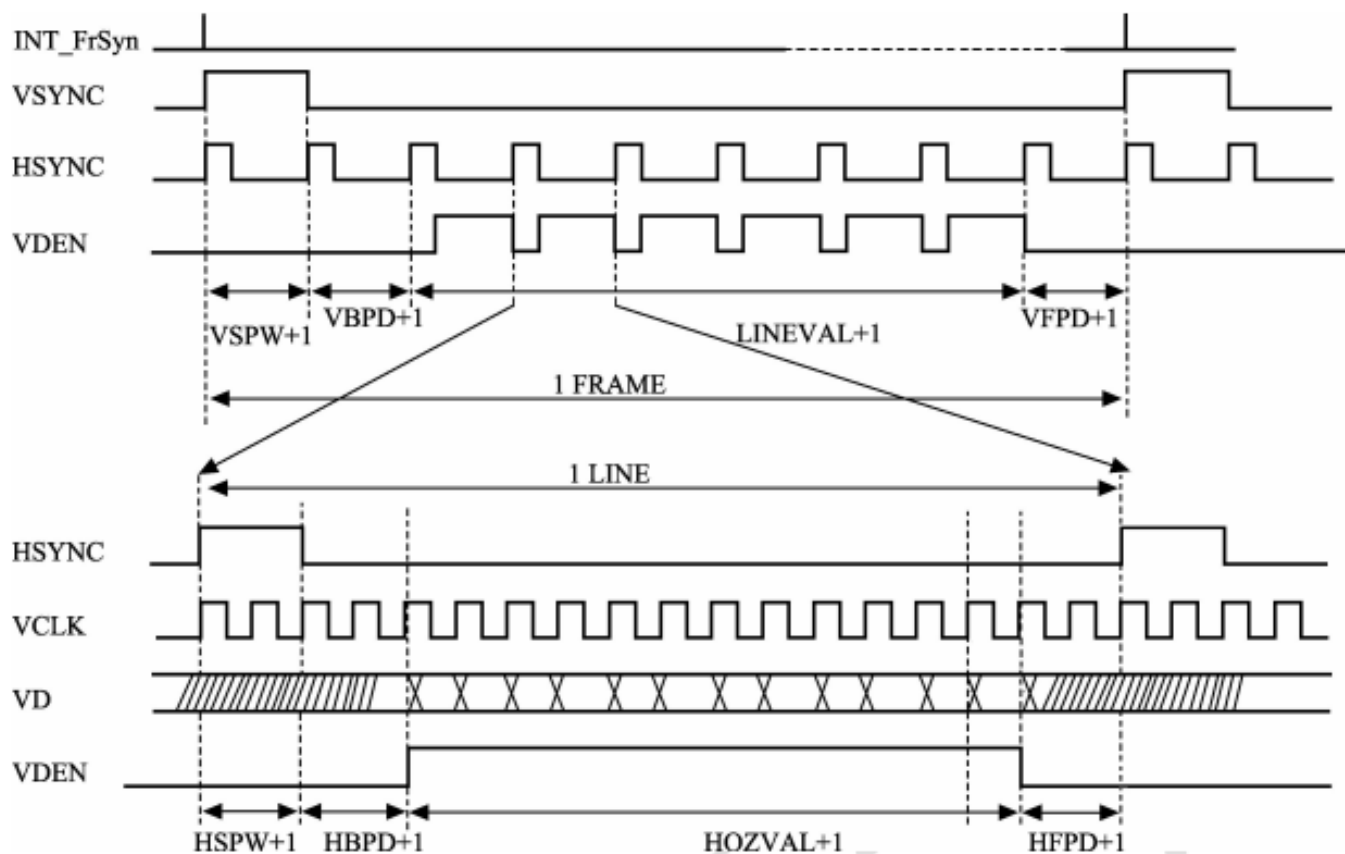 INT_FrSyn
VSYNC
HSYNC
VDEN
VSPW+1
VBPD+1
LINEVAL+1
VFPD+1
1 FRAME
1 LINE
HSYNC
VCLK
VD
VDEN
HSPW+1
HBPD+1
HOZVAL+1
HFPD+1